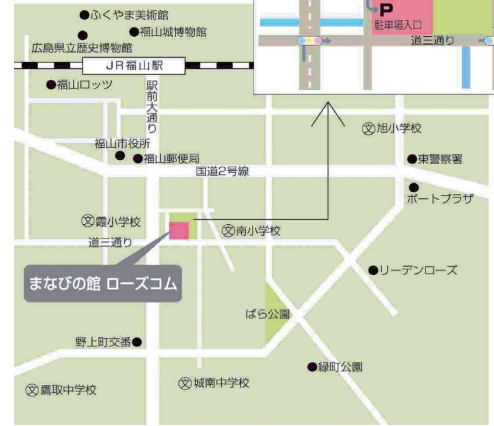 ふくやま美術館
福山城博物館
広島県立歴史博物館
JR福山駅
福山ロッツ
駅前大通り
P
駐車場入口
道三通り
文旭小学校
福山市役所
福山郵便局
国道2号線
東警察署
ポートプラザ
文霞小学校
文南小学校
道三通り
まなびの館 ローズコム
リーデンローズ
ばら公園
野上町交番
緑町公園
文鷹取中学校
文城南中学校